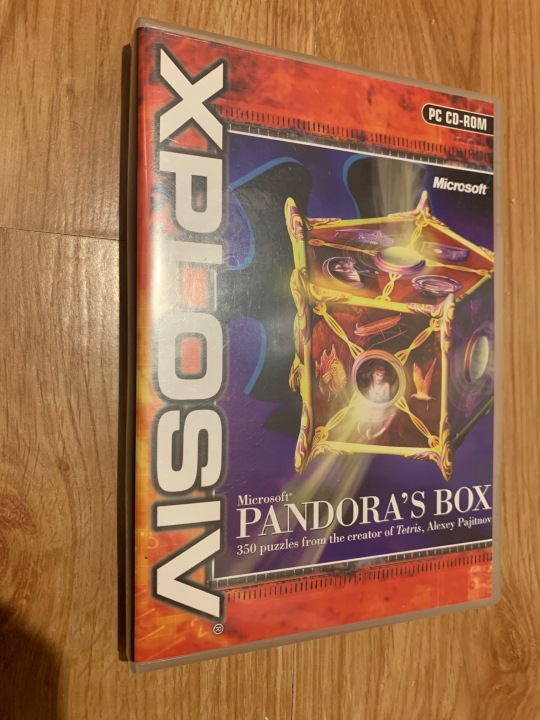 XPLOSIV®
PC CD-ROM
Microsoft
Microsoft®
PANDORA'S BOX
350 puzzles from the creator of Tetris, Alexey Pajitnov